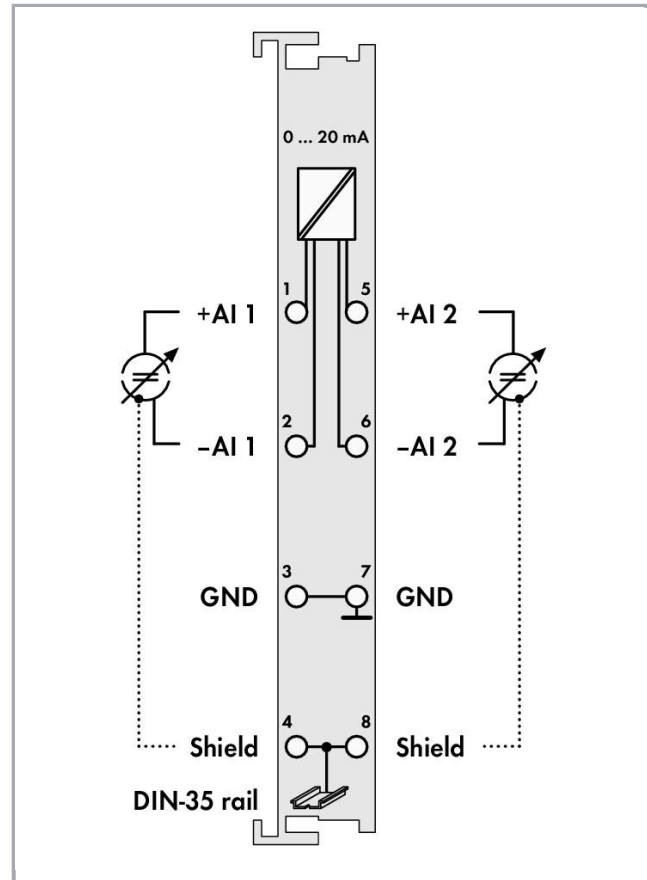 0 ... 20 mA
1 5
+AI 1 +AI 2
2 6
–AI 1 –AI 2
3 7
GND GND
4 8
Shield Shield
DIN-35 rail